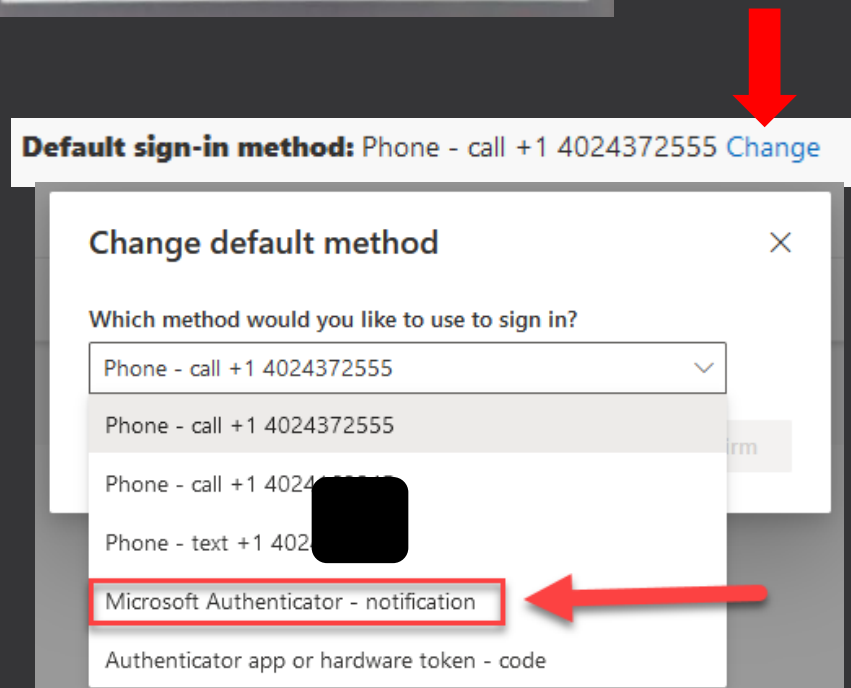 Default sign-in method: Phone - call +1 4024372555 Change
Change default method
Which method would you like to use to sign in?
Phone - call +1 4024372555
Phone - call +1 4024372555
Phone - call +1
Phone - text +1
Microsoft Authenticator - notification
Authenticator app or hardware token - code